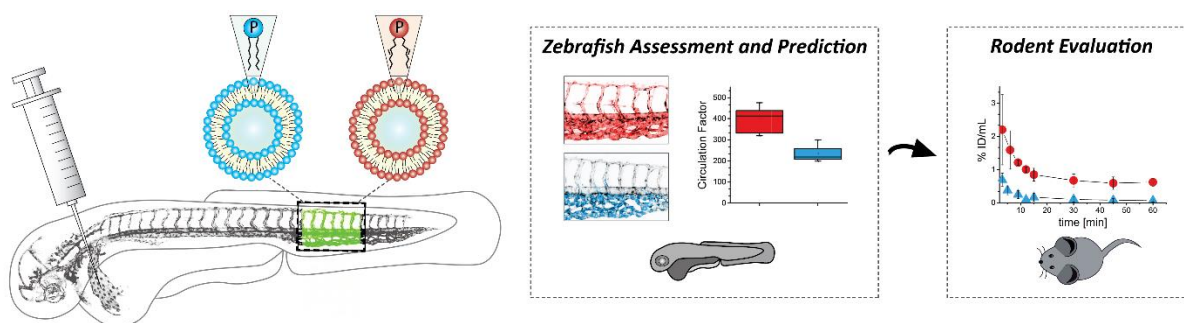 P
P
Zebrafish Assessment and Prediction
Circulation Factor
500
400
300
200
100
0
Rodent Evaluation
% ID/mL
3
2
1
0
10
20
30
40
50
60
time [min]